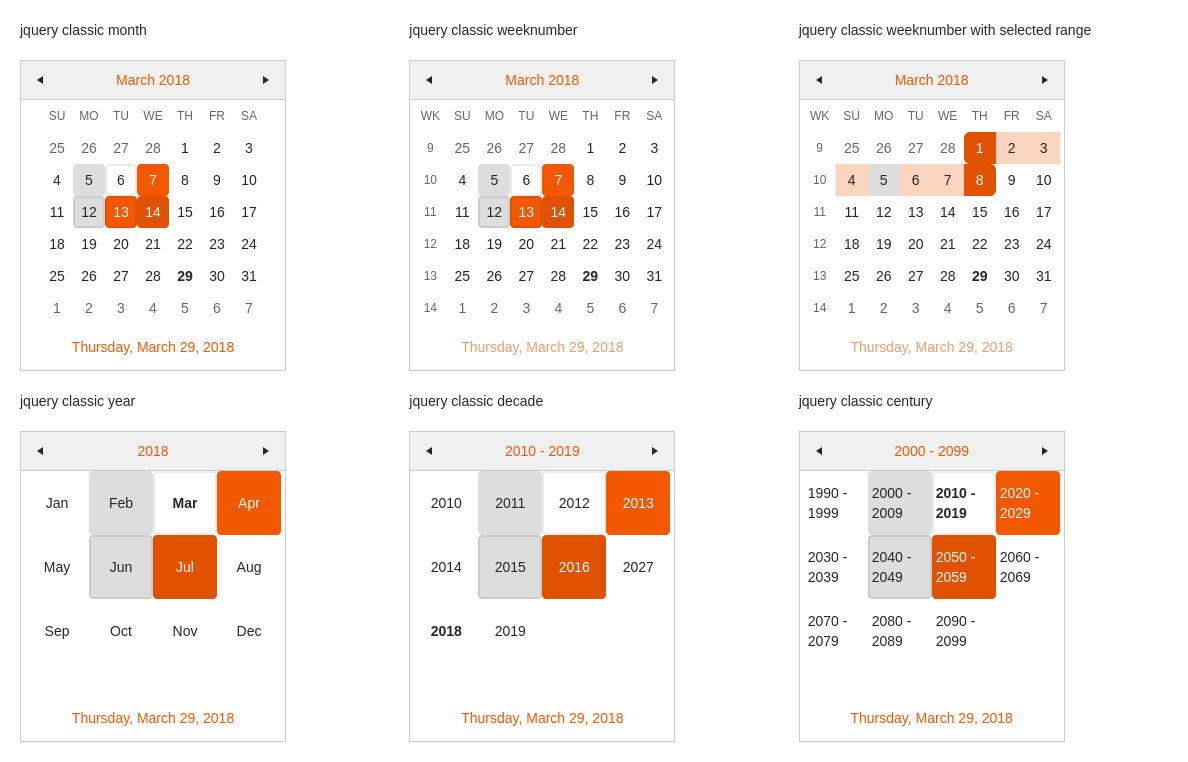 jquery classic month
March 2018
SU MO TU WE TH FR SA
25 26 27 28 1 2 3
4 5 6 7 8 9 10
11 12 13 14 15 16 17
18 19 20 21 22 23 24
25 26 27 28 29 30 31
1 2 3 4 5 6 7
Thursday, March 29, 2018
jquery classic weeknumber
March 2018
WK SU MO TU WE TH FR SA
9 25 26 27 28 1 2 3
10 4 5 6 7 8 9 10
11 11 12 13 14 15 16 17
12 18 19 20 21 22 23 24
13 25 26 27 28 29 30 31
14 1 2 3 4 5 6 7
Thursday, March 29, 2018
jquery classic weeknumber with selected range
March 2018
WK SU MO TU WE TH FR SA
9 25 26 27 28 1 2 3
10 4 5 6 7 8 9 10
11 11 12 13 14 15 16 17
12 18 19 20 21 22 23 24
13 25 26 27 28 29 30 31
14 1 2 3 4 5 6 7
Thursday, March 29, 2018
jquery classic year
2018
Jan Feb Mar Apr
May Jun Jul Aug
Sep Oct Nov Dec
Thursday, March 29, 2018
jquery classic decade
2010 - 2019
2010 2011 2012 2013
2014 2015 2016 2027
2018 2019
Thursday, March 29, 2018
jquery classic century
2000 - 2099
1990 - 2000 - 2010 - 2020 -
1999 2009 2019 2029
2030 - 2040 - 2050 - 2060 -
2039 2049 2059 2069
2070 - 2080 - 2090 -
2079 2089 2099
Thursday, March 29, 2018